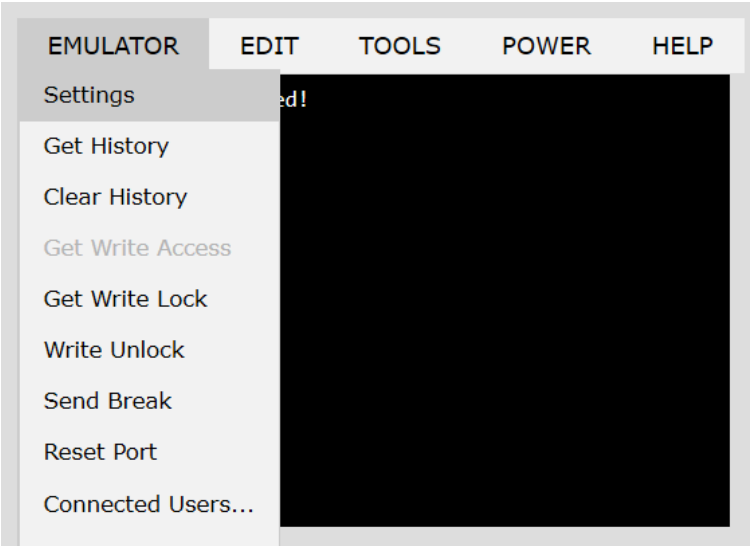 EMULATOR EDIT TOOLS POWER HELP
Settings
ed!
Get History
Clear History
Get Write Access
Get Write Lock
Write Unlock
Send Break
Reset Port
Connected Users...